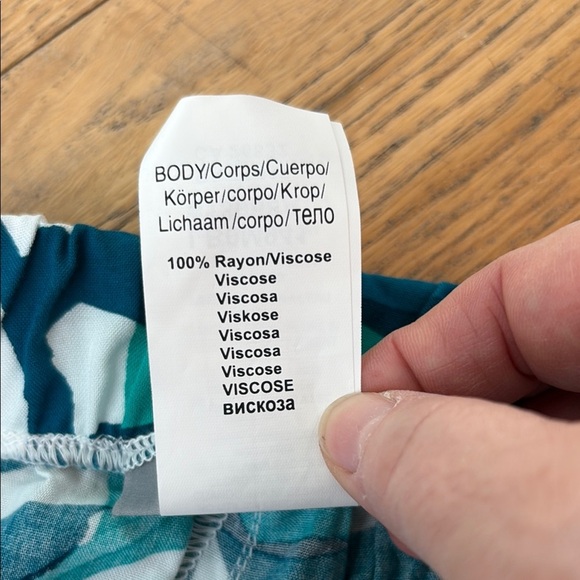 BODY/Corps/Cuerpo/
Körper/corpo/Krop/
Lichaam/corpo/тело
100% Rayon/Viscose
Viscose
Viscosa
Viskose
Viscosa
Viscosa
Viscose
VISCOSE
вискоза